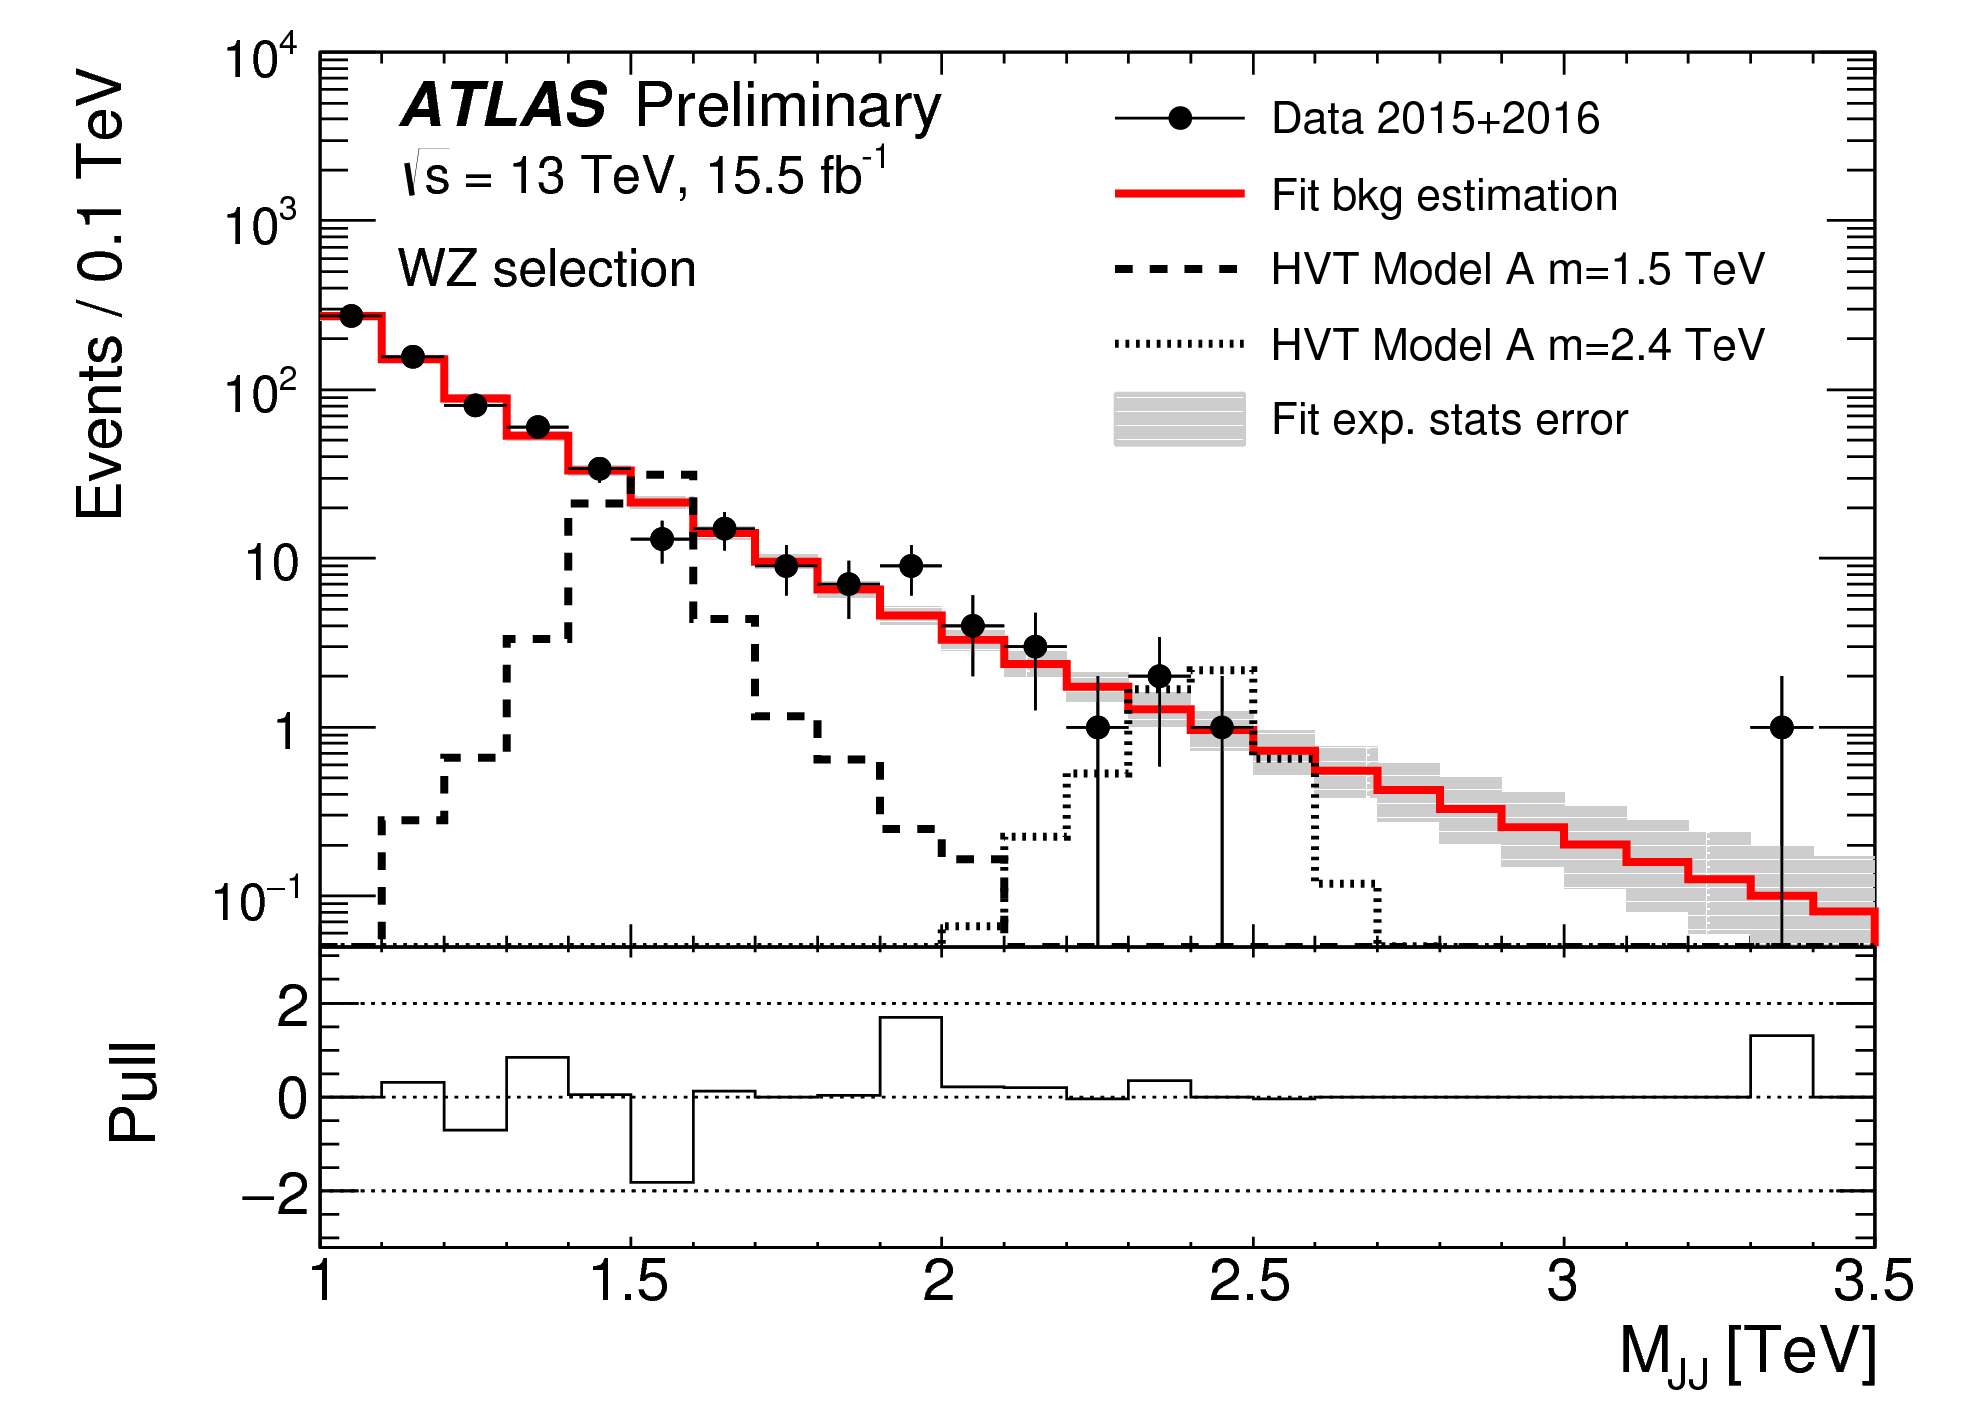 10⁴
10³
10²
10
1
10⁻¹
Events / 0.1 TeV
ATLAS Preliminary
√s = 13 TeV, 15.5 fb⁻¹
WZ selection
Data 2015+2016
Fit bkg estimation
HVT Model A m=1.5 TeV
HVT Model A m=2.4 TeV
Fit exp. stats error
2
0
−2
Pull
1 1.5 2 2.5 3 3.5
M_JJ [TeV]